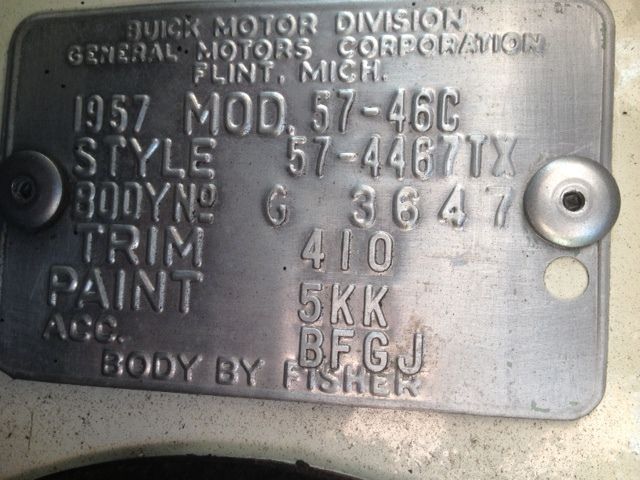 BUICK MOTOR DIVISION
GENERAL MOTORS CORPORATION
FLINT, MICH.
1957 MOD. 57-46C
STYLE 57-4467TX
BODY Nº G 3647
TRIM 410
PAINT 5KK
ACC. BFGJ
BODY BY FISHER